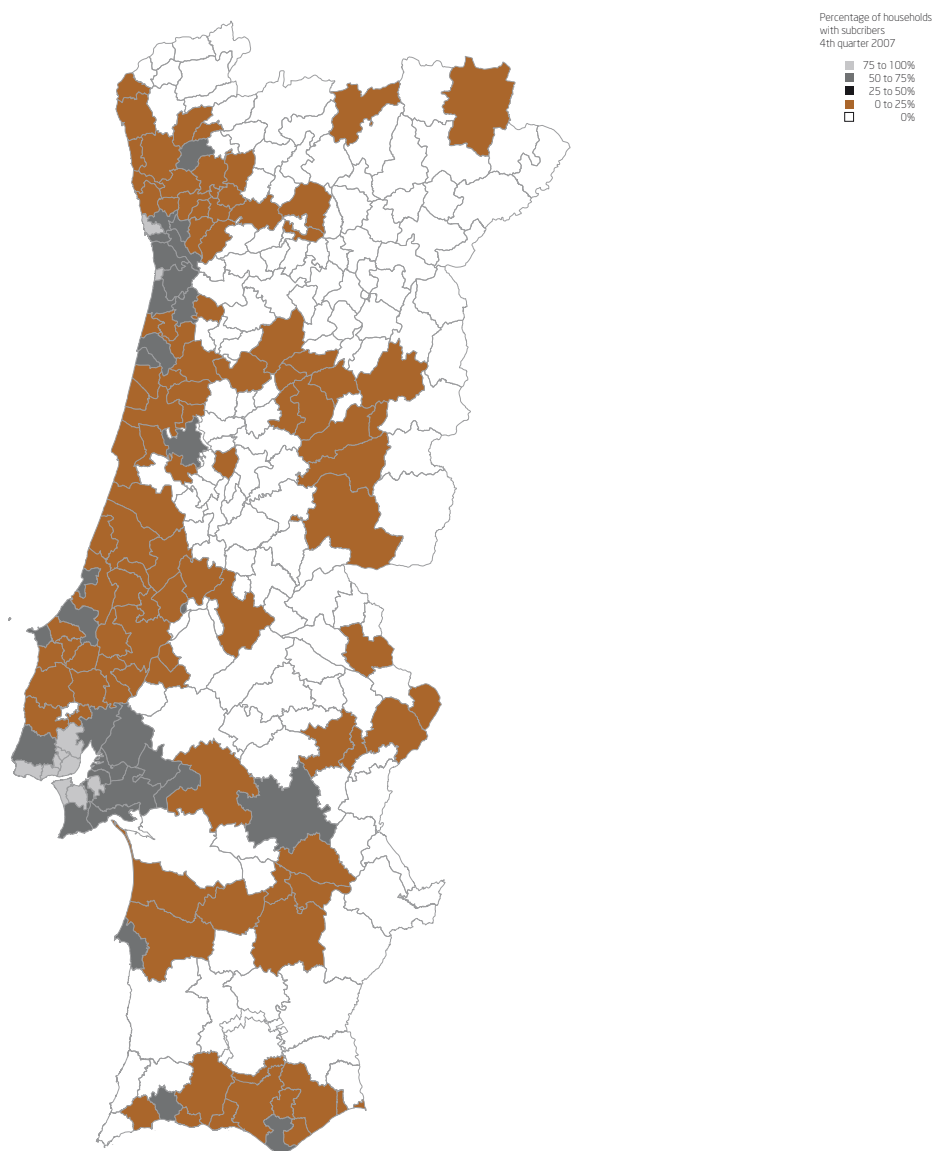 Percentage of households
with subcribers
4th quarter 2007
75 to 100%
50 to 75%
25 to 50%
0 to 25%
0%